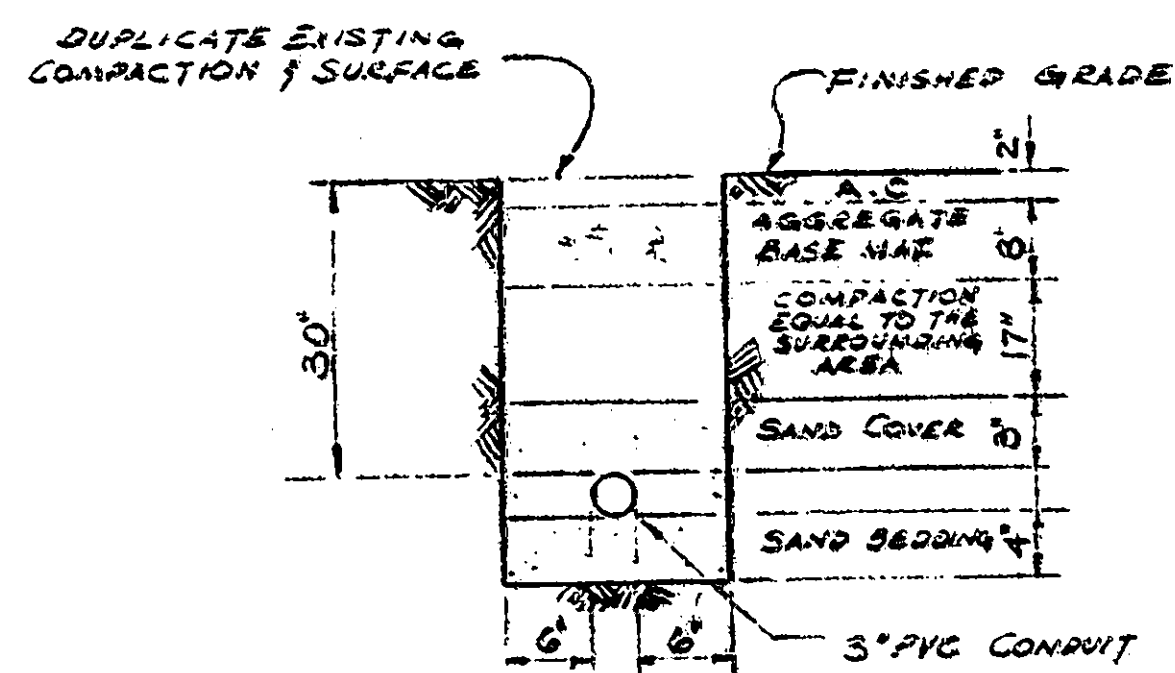 DUPLICATE EXISTING
COMPACTION & SURFACE
FINISHED GRADE
2"
A.C
AGGREGATE
BASE MAT.
8"
COMPACTION
EQUAL TO THE
SURROUNDING
AREA
17"
30"
SAND COVER
3"
SAND BEDDING
4"
6"
6"
3" PVC CONDUIT